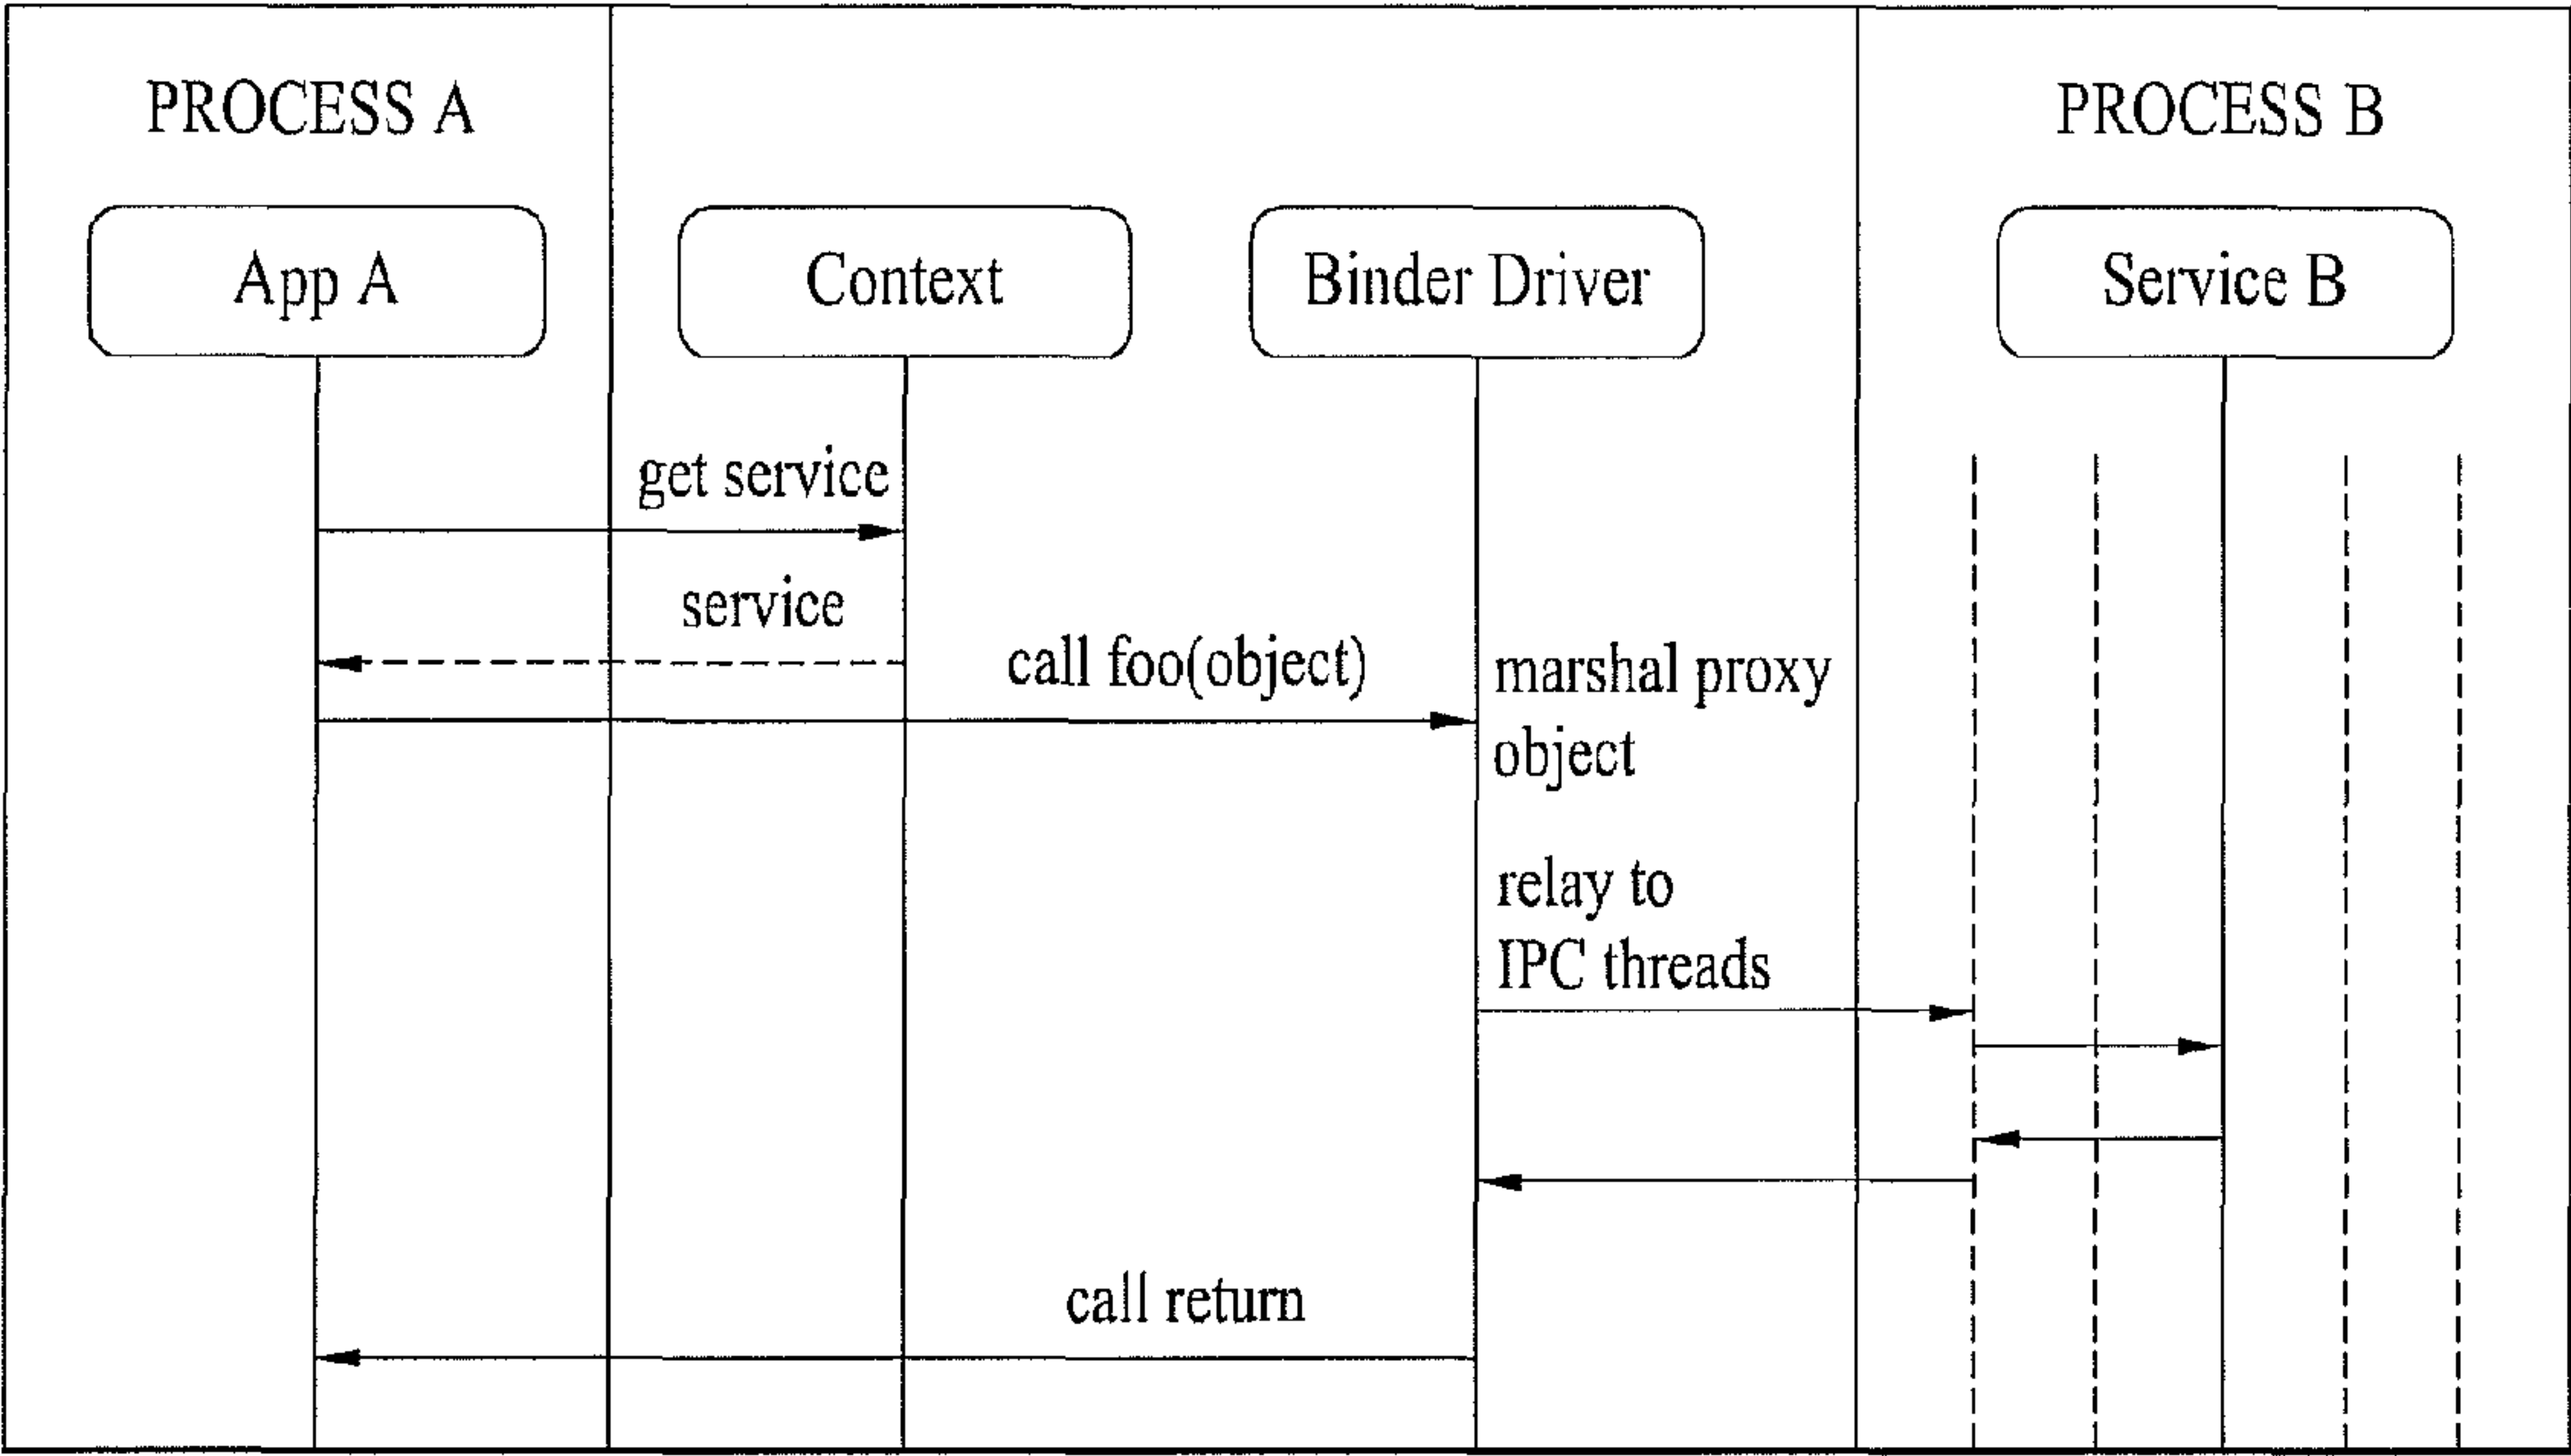 PROCESS A
PROCESS B
App A
Context
Binder Driver
Service B
get service
service
call foo(object)
marshal proxy
object
relay to
IPC threads
call return